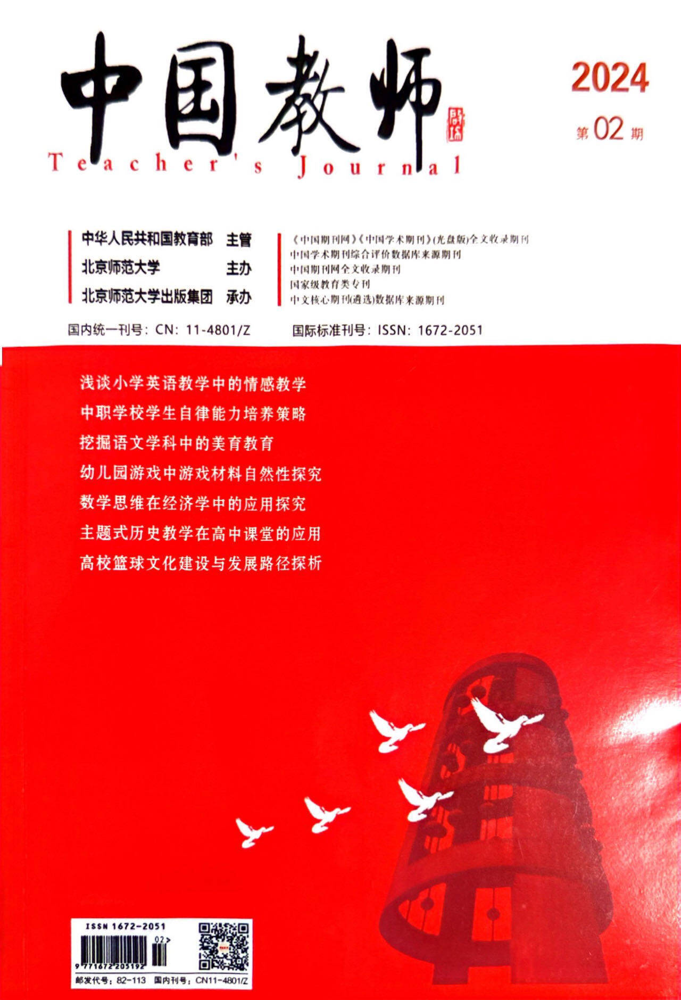 中国教师
启功
Teacher's Journal
2024
第02期
中华人民共和国教育部 主管
北京师范大学 主办
北京师范大学出版集团 承办
《中国期刊网》《中国学术期刊》(光盘版)全文收录期刊
中国学术期刊综合评价数据库来源期刊
中国期刊网全文收录期刊
国家级教育类专刊
中文核心期刊(遴选)数据库来源期刊
国内统一刊号：CN：11-4801/Z
国际标准刊号：ISSN：1672-2051
浅谈小学英语教学中的情感教学
中职学校学生自律能力培养策略
挖掘语文学科中的美育教育
幼儿园游戏中游戏材料自然性探究
数学思维在经济学中的应用探究
主题式历史教学在高中课堂的应用
高校篮球文化建设与发展路径探析
ISSN 1672-2051
02>
9 771672 205192
邮发代号：82-113 国内刊号：CN11-4801/Z